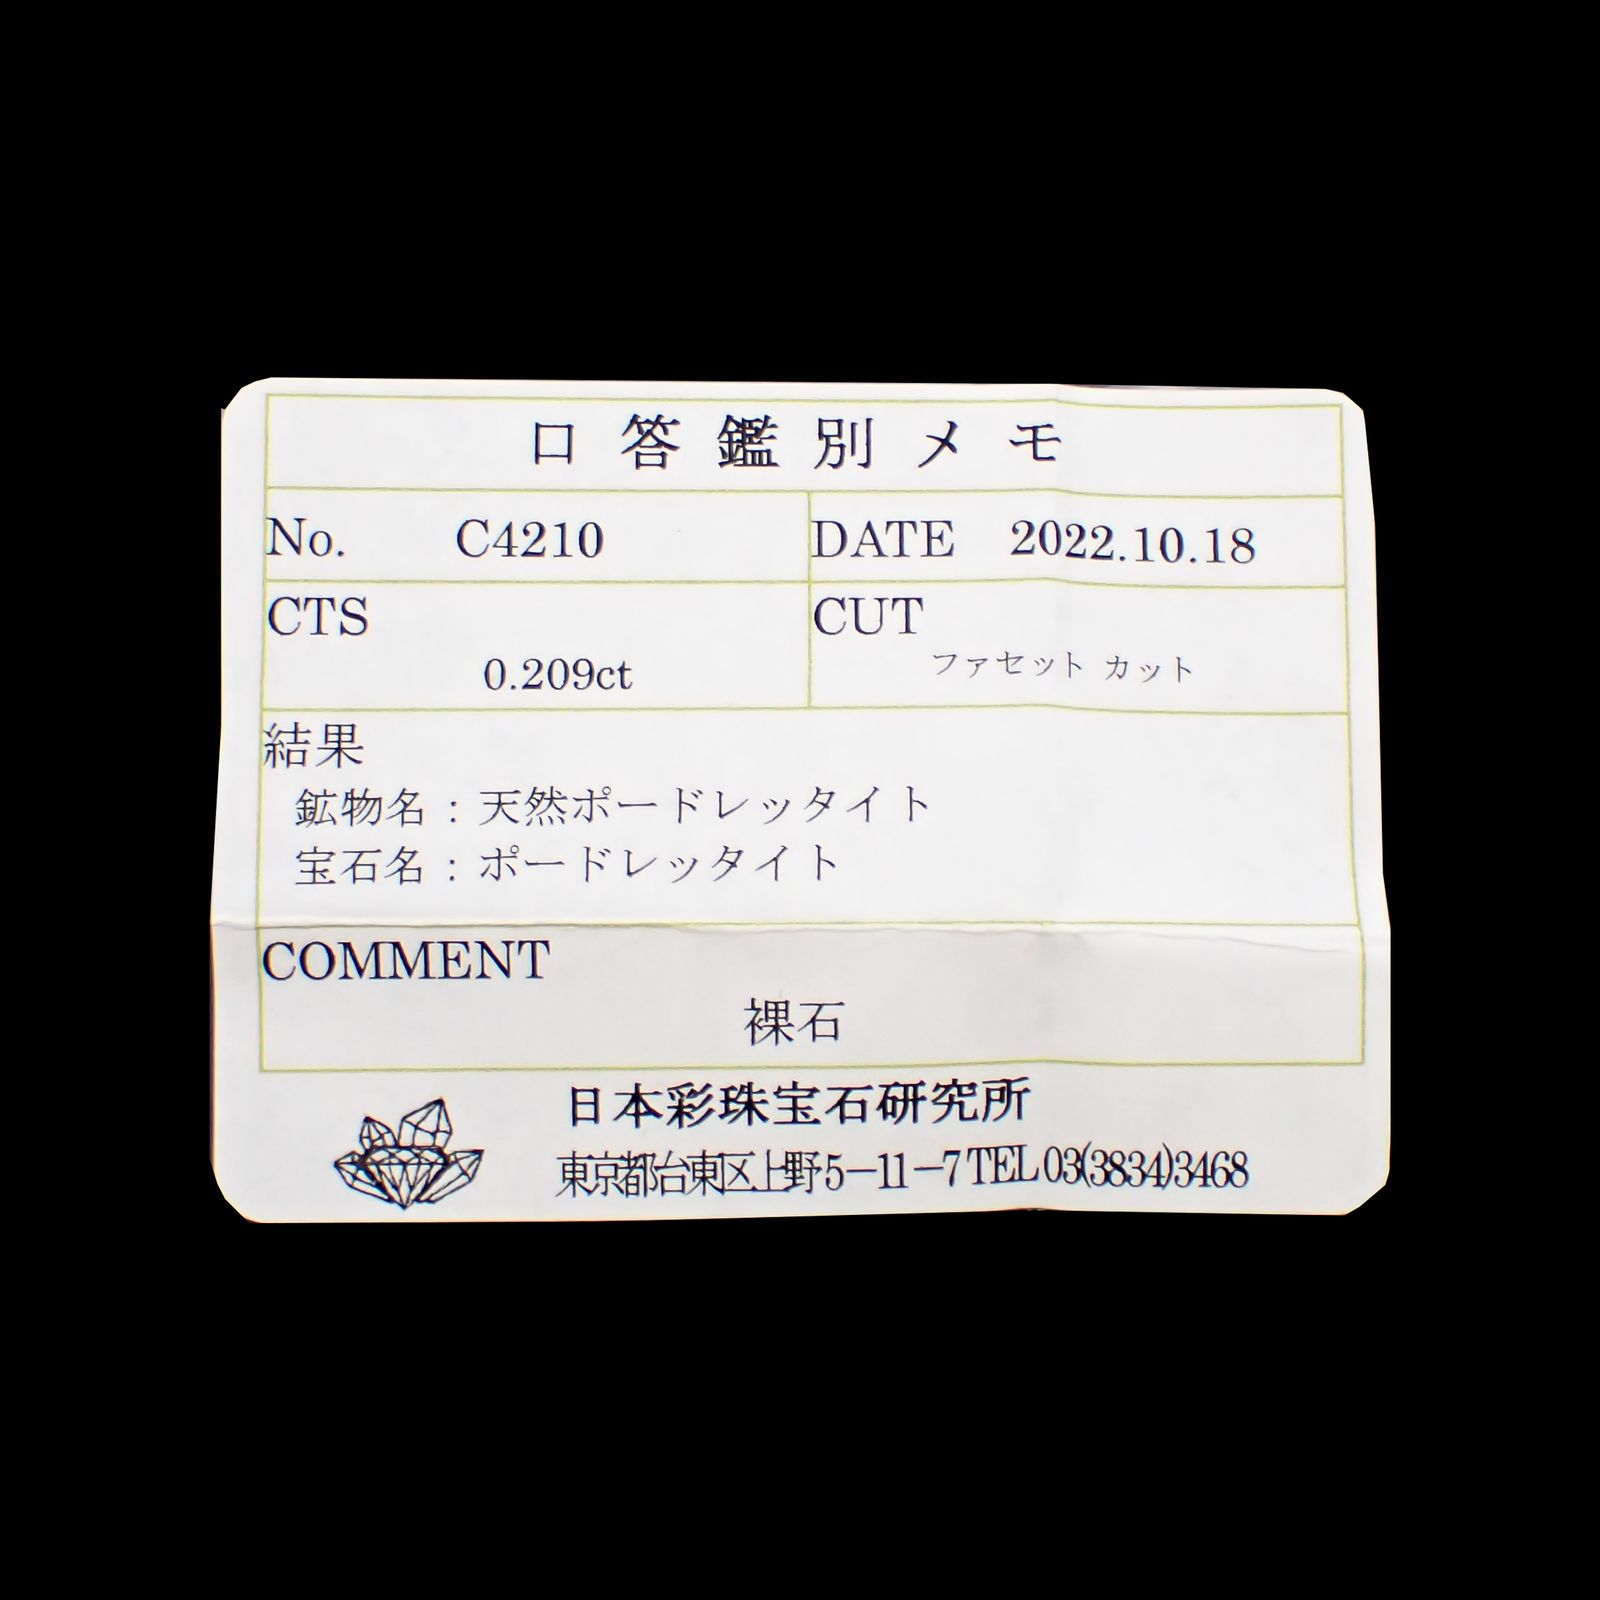 口答鑑別メモ
No. C4210 DATE 2022.10.18
CTS CUT
0.209ct ファセット カット
結果
鉱物名：天然ポードレッタイト
宝石名：ポードレッタイト
COMMENT
裸石
日本彩珠宝石研究所
東京都台東区上野5－11－7 TEL 03(3834)3468